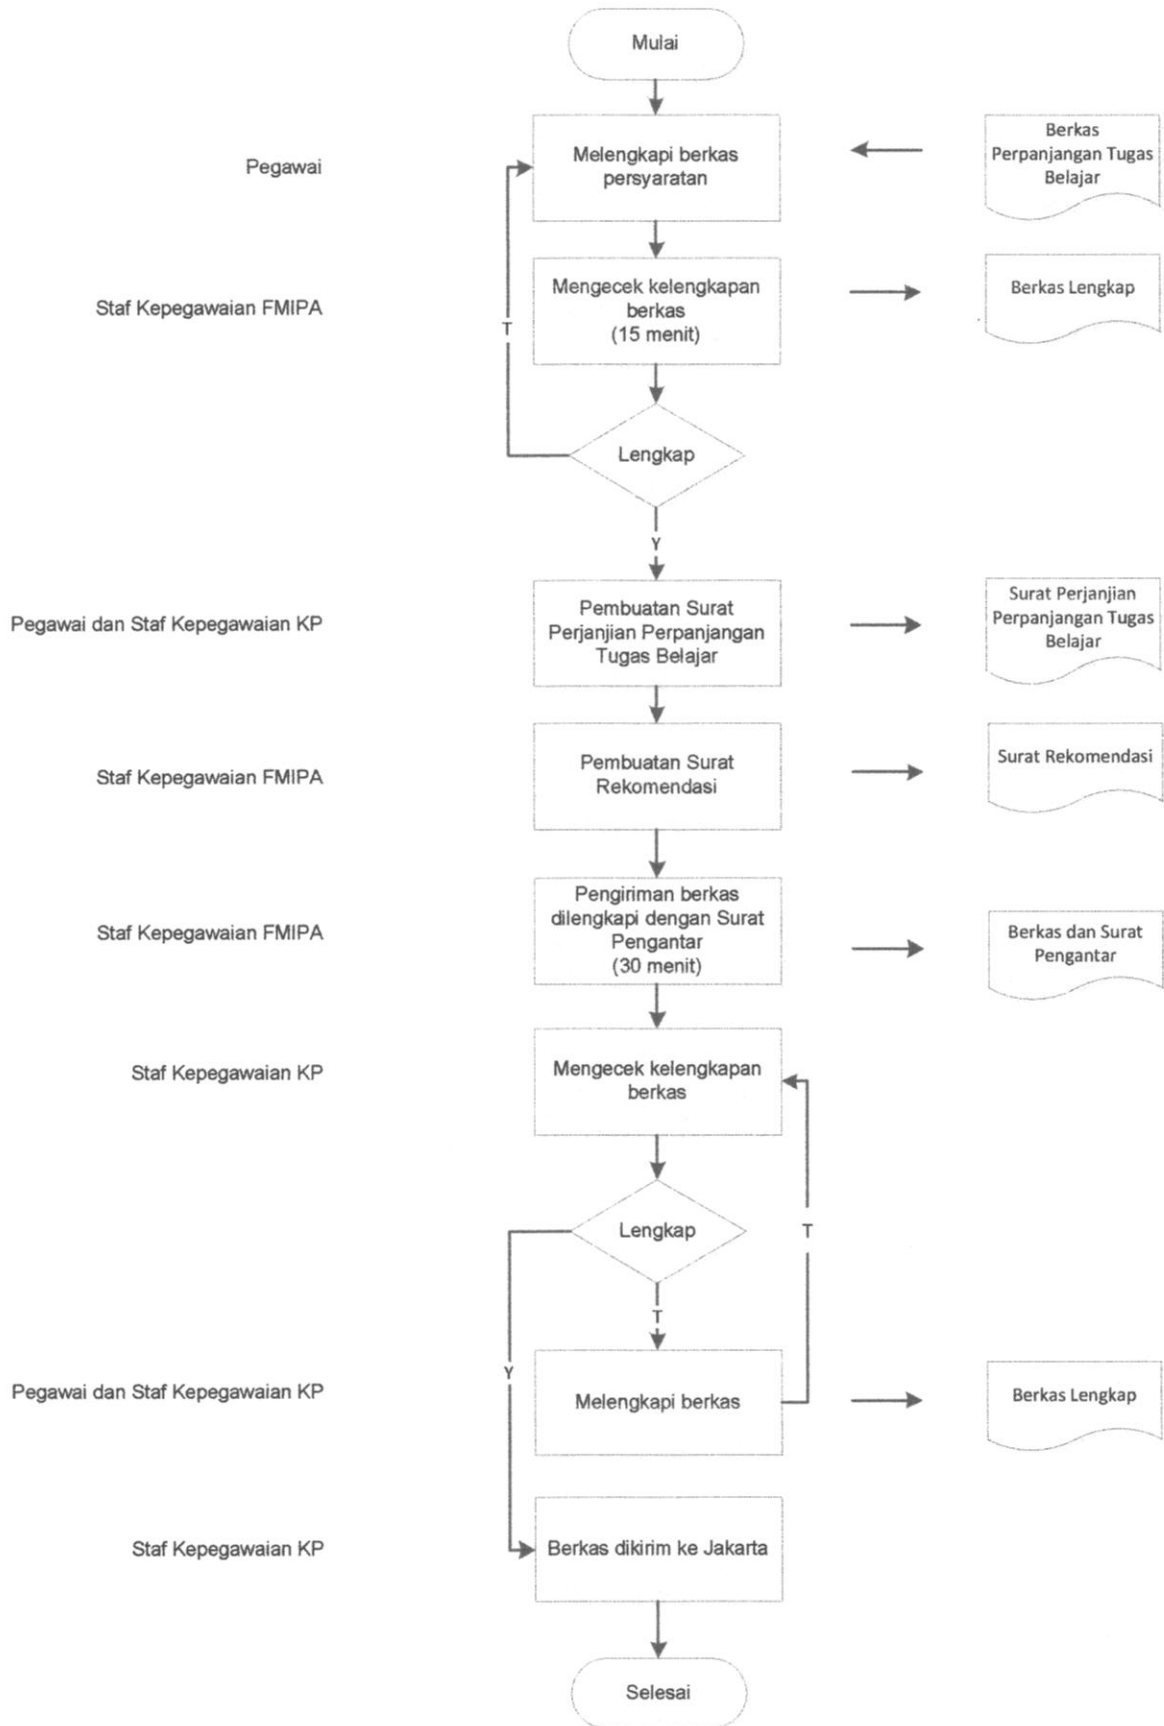 Mulai
Pegawai
Melengkapi berkas
persyaratan
Berkas
Perpanjangan Tugas
Belajar
Staf Kepegawaian FMIPA
Mengecek kelengkapan
berkas
(15 menit)
Berkas Lengkap
T
Lengkap
Y
Pegawai dan Staf Kepegawaian KP
Pembuatan Surat
Perjanjian Perpanjangan
Tugas Belajar
Surat Perjanjian
Perpanjangan Tugas
Belajar
Staf Kepegawaian FMIPA
Pembuatan Surat
Rekomendasi
Surat Rekomendasi
Staf Kepegawaian FMIPA
Pengiriman berkas
dilengkapi dengan Surat
Pengantar
(30 menit)
Berkas dan Surat
Pengantar
Staf Kepegawaian KP
Mengecek kelengkapan
berkas
Lengkap
T
T
Y
Pegawai dan Staf Kepegawaian KP
Melengkapi berkas
Berkas Lengkap
Staf Kepegawaian KP
Berkas dikirim ke Jakarta
Selesai